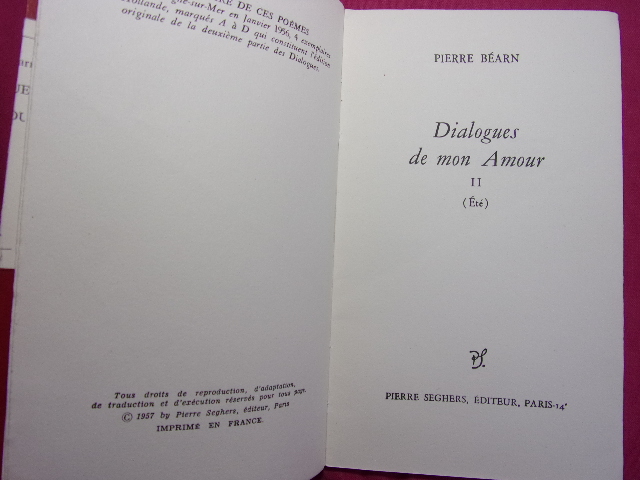 RE DE CES POÈMES
-sur-Mer en Janvier 1956, 4 exemplaires
Hollande, marqués A à D qui constituent l'édition
originale de la deuxième partie des Dialogues.
Tous droits de reproduction, d'adaptation,
de traduction et d'exécution réservés pour tous pays.
© 1957 by Pierre Seghers, éditeur, Paris
IMPRIMÉ EN FRANCE.
PIERRE BÉARN
Dialogues
de mon Amour
II
(Été)
PS
PIERRE SEGHERS, ÉDITEUR, PARIS-14e